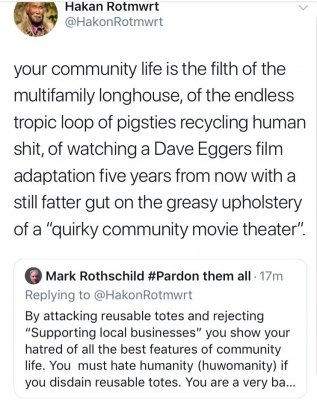 Hakan Rotmwrt
@HakonRotmwrt
your community life is the filth of the
multifamily longhouse, of the endless
tropic loop of pigsties recycling human
shit, of watching a Dave Eggers film
adaptation five years from now with a
still fatter gut on the greasy upholstery
of a “quirky community movie theater”.
Mark Rothschild #Pardon them all · 17m
Replying to @HakonRotmwrt
By attacking reusable totes and rejecting
“Supporting local businesses” you show your
hatred of all the best features of community
life. You must hate humanity (huwomanity) if
you disdain reusable totes. You are a very ba...